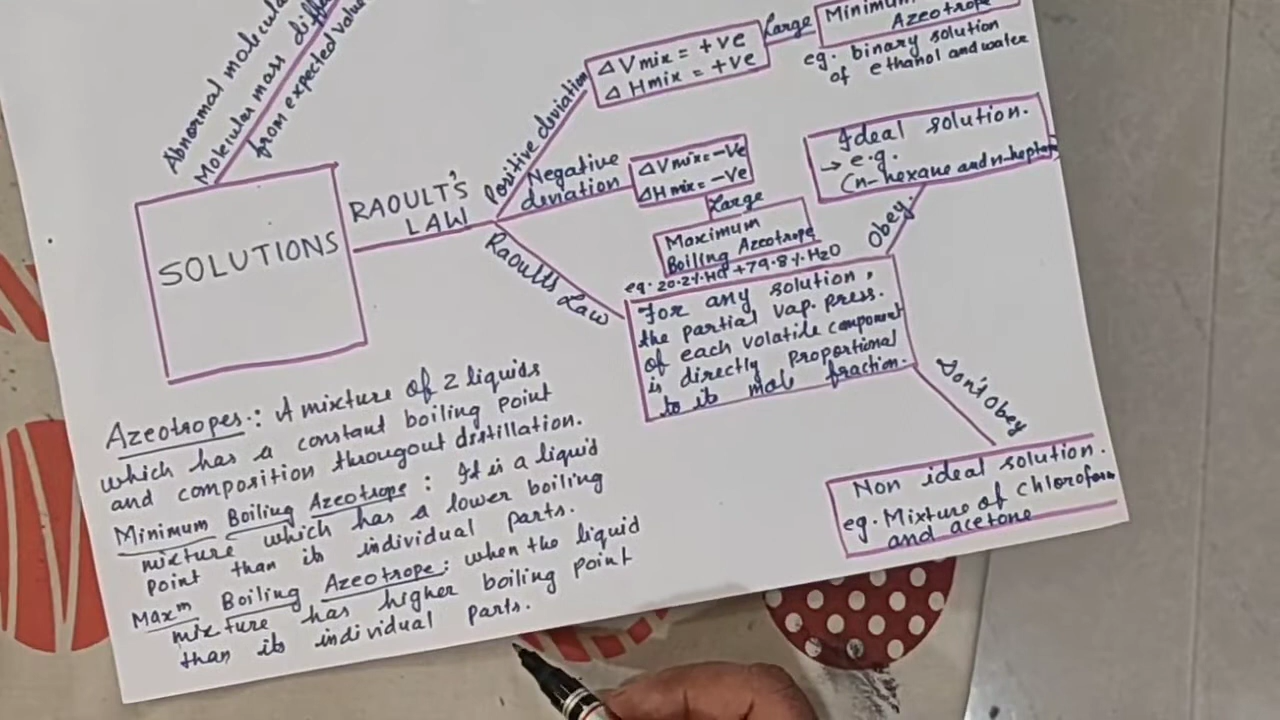 Abnormal molecula
Molecular mass diffe
from expected value
SOLUTIONS
RAOULT'S
LAW
Positive deviation
Δ Vmix = +ve
Δ Hmix = +ve
Large
Minimum
Azeotrope
eg. binary solution
of ethanol and water
Negative
deviation
ΔVmix = -Ve
ΔHmix = -Ve
Large
Maximum
Boiling Azeotrope
eg. 20.2% HCl + 79.8% H2O
Raoults Law
For any solution,
the partial vap. press.
of each volatile component
is directly proportional
to its mole fraction.
Obey.
Ideal solution.
→ e.g.
(n-hexane and n-heptane
Don't Obey
Non ideal solution.
eg. Mixture of Chloroform
and acetone
Azeotropes.: A mixture of 2 liquids
which has a constant boiling point
and composition througout distillation.
Minimum Boiling Azeotrope : It is a liquid
mixture which has a lower boiling
point than its individual parts.
Maxm Boiling Azeotrope: when the liquid
mixture has higher boiling point
than its individual parts.